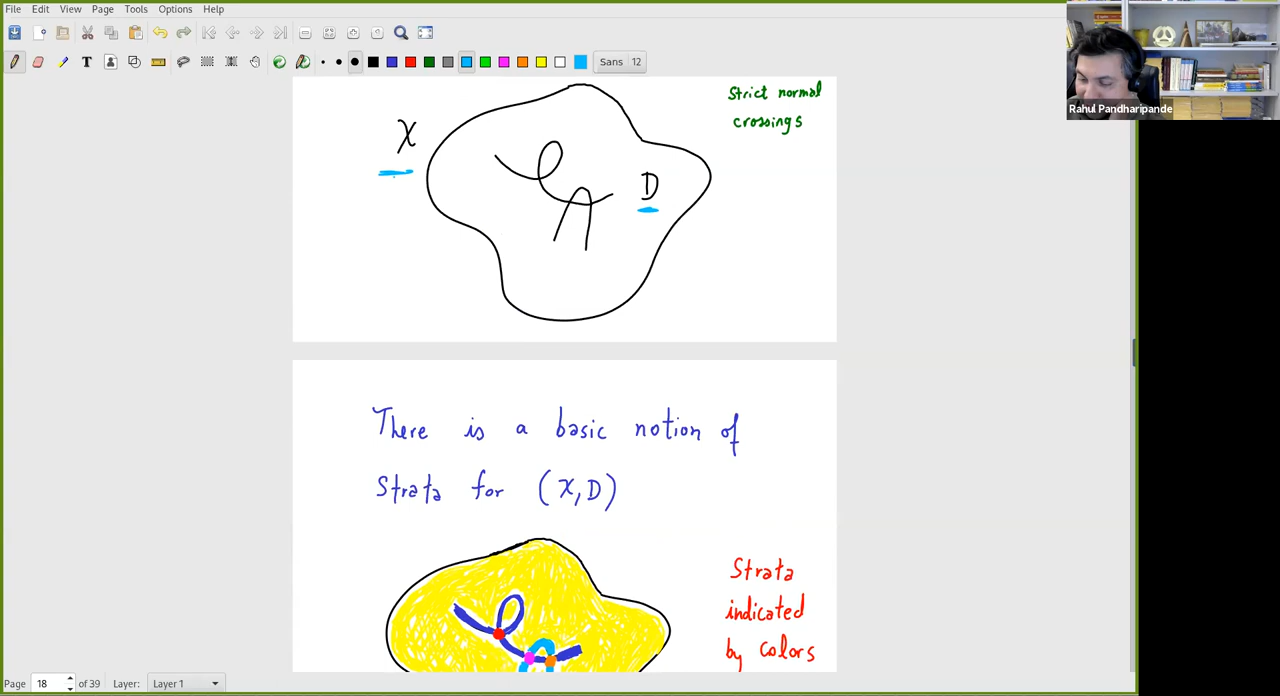 File Edit View Page Tools Options Help
Sans 12
Rahul Pandharipande
Strict normal
crossings
X
D
There is a basic notion of
Strata for (X, D)
Strata
indicated
by colors
Page 18 of 39 Layer: Layer 1